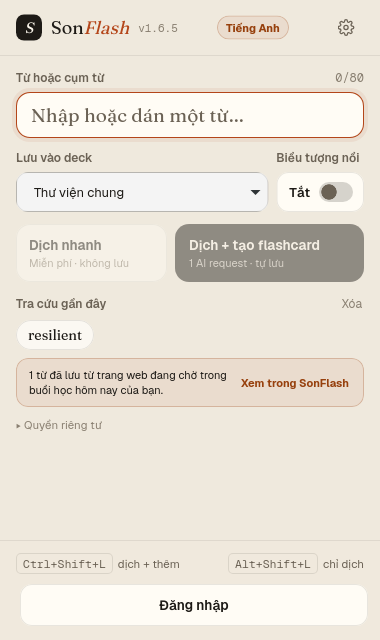 S SonFlash v1.6.5 Tiếng Anh
Từ hoặc cụm từ 0/80
Nhập hoặc dán một từ...
Lưu vào deck Biểu tượng nổi
Thư viện chung Tắt
Dịch nhanh Dịch + tạo flashcard
Miễn phí · không lưu 1 AI request · tự lưu
Tra cứu gần đây Xóa
resilient
1 từ đã lưu từ trang web đang chờ trong
buổi học hôm nay của bạn. Xem trong SonFlash
▸ Quyền riêng tư
Ctrl+Shift+L dịch + thêm Alt+Shift+L chỉ dịch
Đăng nhập